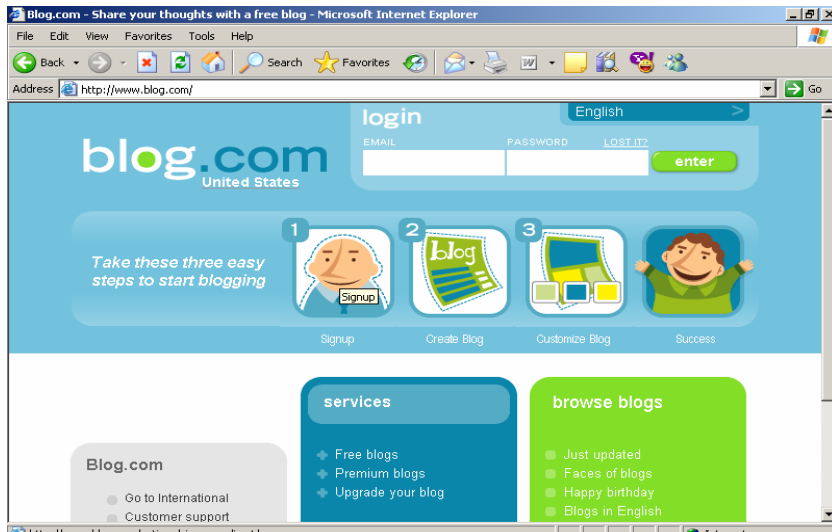 Blog.com - Share your thoughts with a free blog - Microsoft Internet Explorer
File Edit View Favorites Tools Help
Back Search Favorites
Address http://www.blog.com/ Go
login English >
EMAIL PASSWORD LOST IT?
enter
blog.com
United States
1 2 3
blog
Take these three easy
steps to start blogging
Signup
Signup Create Blog Customize Blog Success
services
Free blogs
Premium blogs
Upgrade your blog
browse blogs
Just updated
Faces of blogs
Happy birthday
Blogs in English
Blog.com
Go to International
Customer support